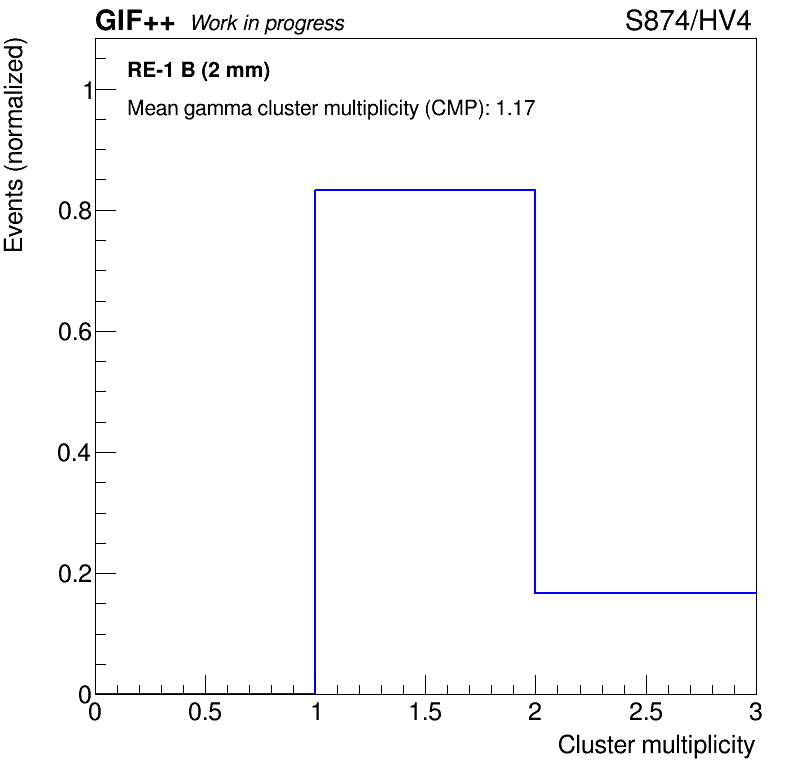 GIF++ Work in progress S874/HV4
RE-1 B (2 mm)
Mean gamma cluster multiplicity (CMP): 1.17
Events (normalized)
1
0.8
0.6
0.4
0.2
0
0 0.5 1 1.5 2 2.5 3
Cluster multiplicity